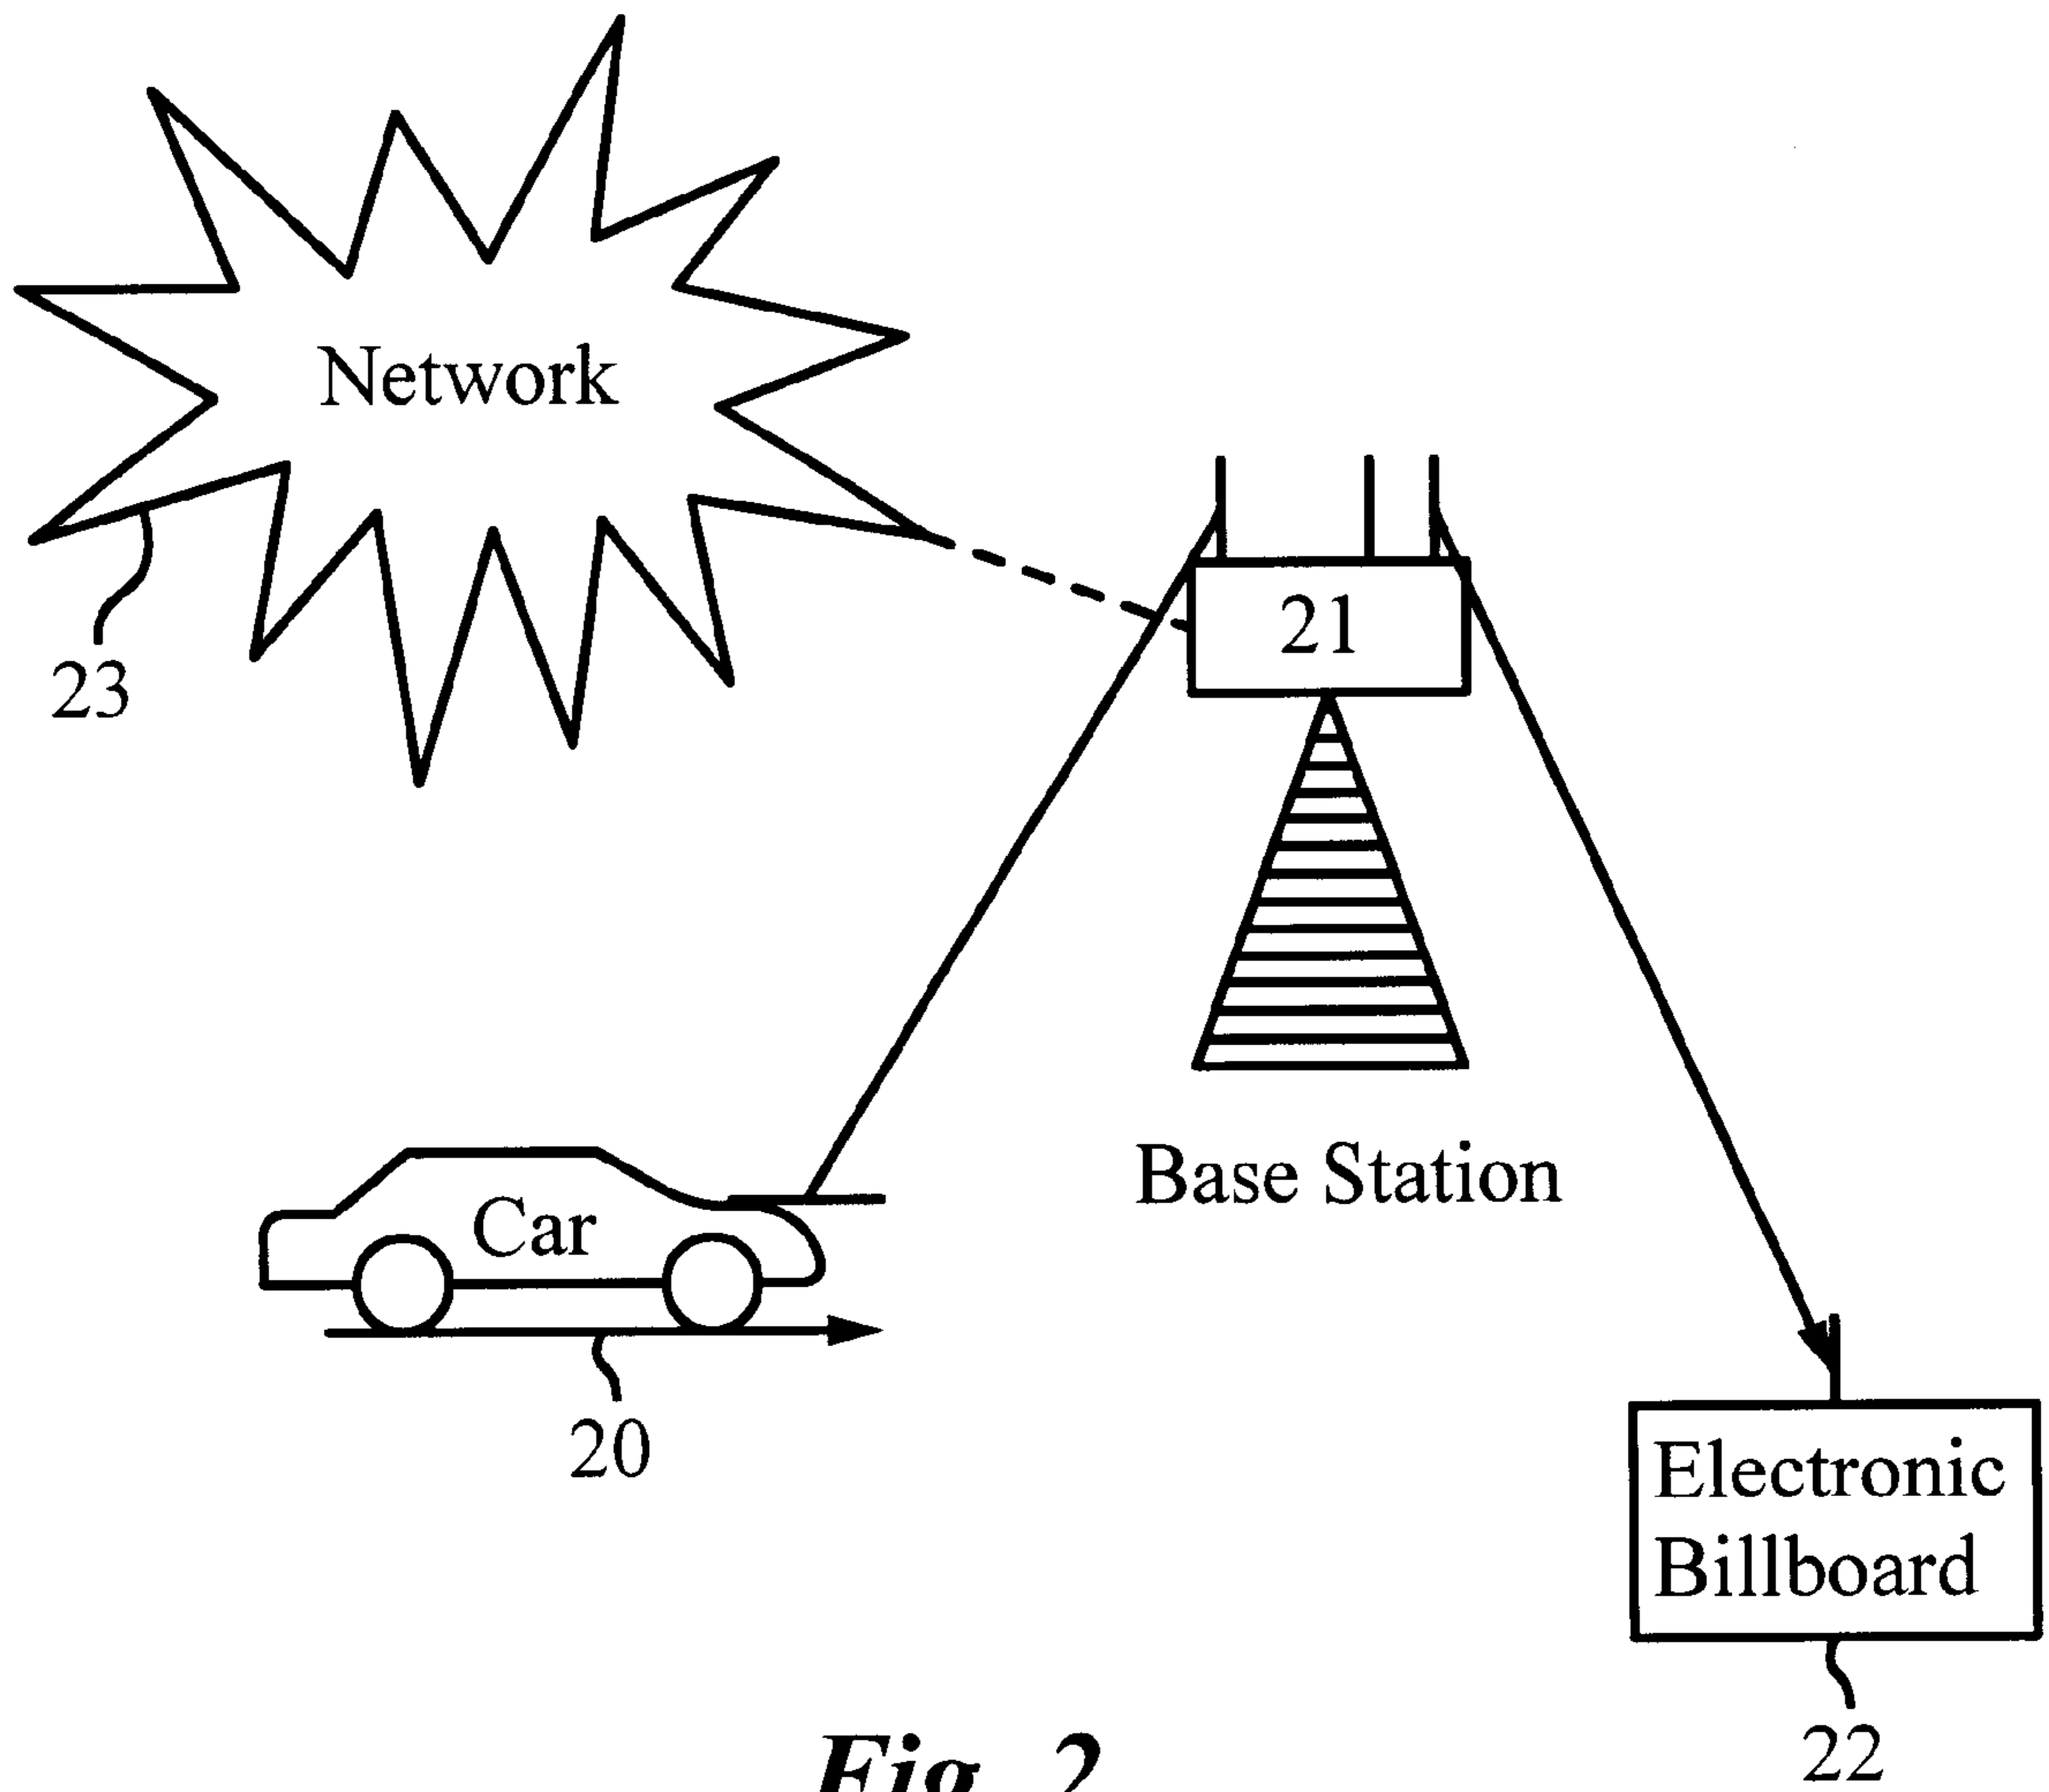 Network
21
23
Base Station
Car
20
Electronic
Billboard
22
Fig. 2